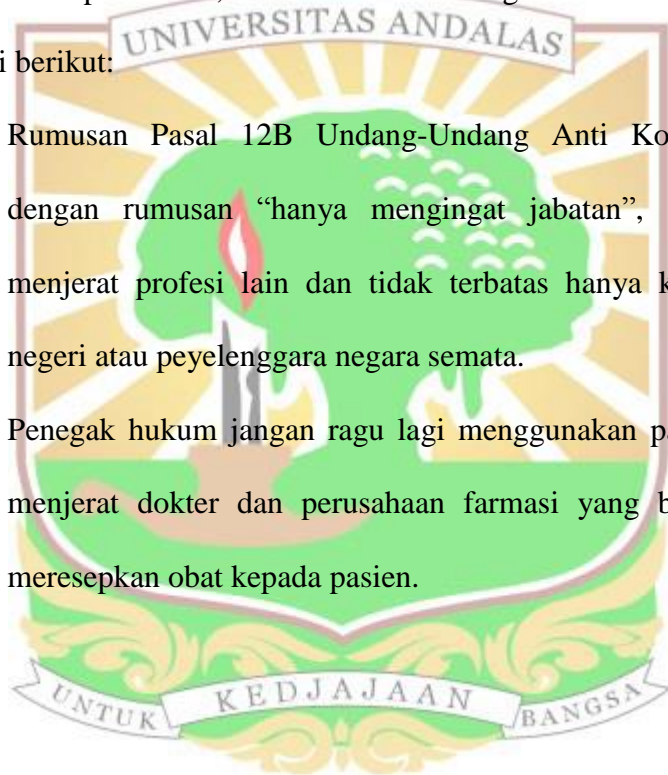 UNIVERSITAS ANDALAS
i berikut:
Rumusan Pasal 12B Undang-Undang Anti
dengan rumusan “hanya mengingat jabatan”,
menjerat profesi lain dan tidak terbatas hanya
negeri atau peyelenggara negara semata.
Penegak hukum jangan ragu lagi menggunakan
menjerat dokter dan perusahaan farmasi yang
meresepkan obat kepada pasien.
UNTUK KEDJAJAAN BANGSA